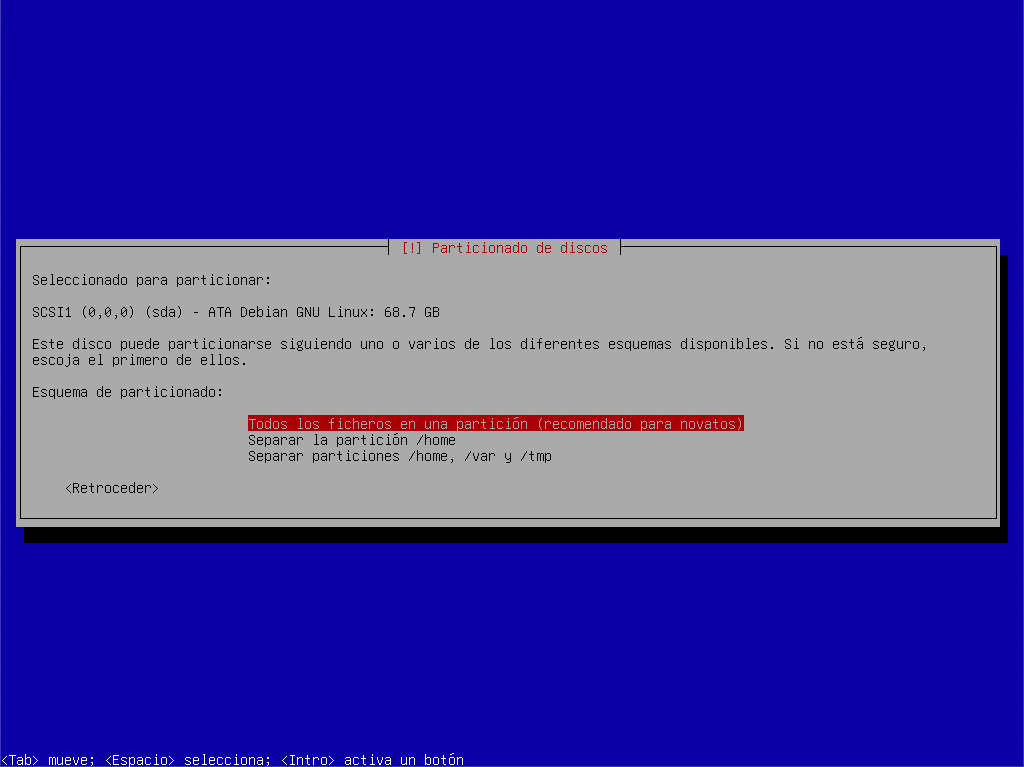 [!] Particionado de discos
Seleccionado para particionar:
SCSI1 (0,0,0) (sda) - ATA Debian GNU Linux: 68.7 GB
Este disco puede particionarse siguiendo uno o varios de los diferentes esquemas disponibles. Si no está seguro,
escoja el primero de ellos.
Esquema de particionado:
Todos los ficheros en una partición (recomendado para novatos)
Separar la partición /home
Separar particiones /home, /var y /tmp
<Retroceder>
<Tab> mueve; <Espacio> selecciona; <Intro> activa un botón